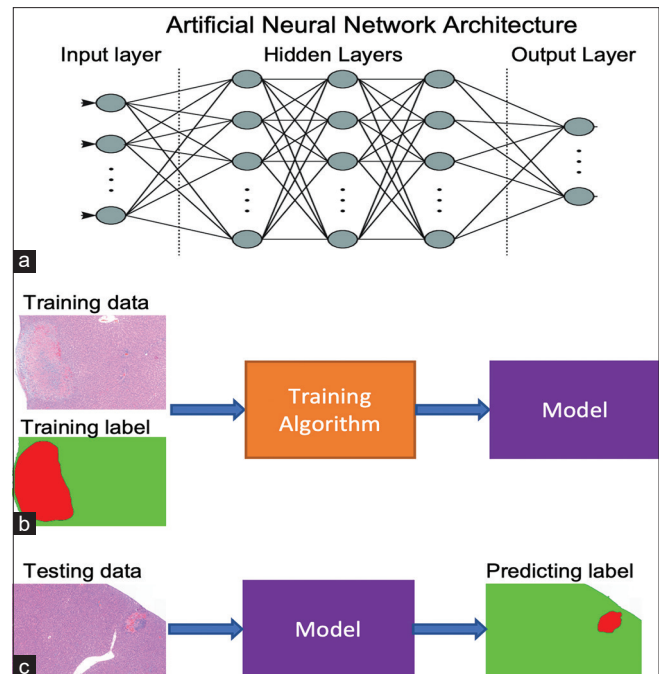 Artificial Neural Network Architecture
Input layer Hidden Layers Output Layer
a
Training data
Training
Algorithm
Model
Training label
b
Testing data
Model
Predicting label
c